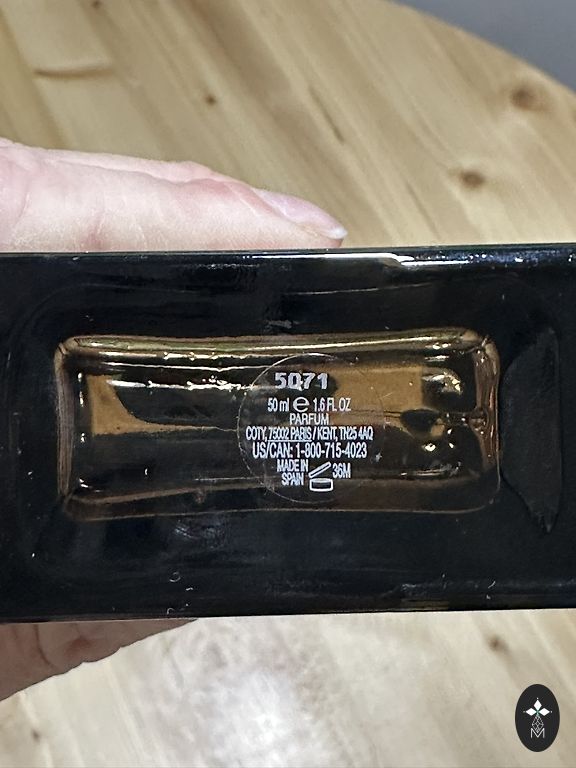 5071
50 ml ℮ 1.6 FL. OZ
PARFUM
COTY, 75002 PARIS / KENT, TN25 4AQ
US/CAN: 1-800-715-4023
MADE IN
SPAIN
36M
M